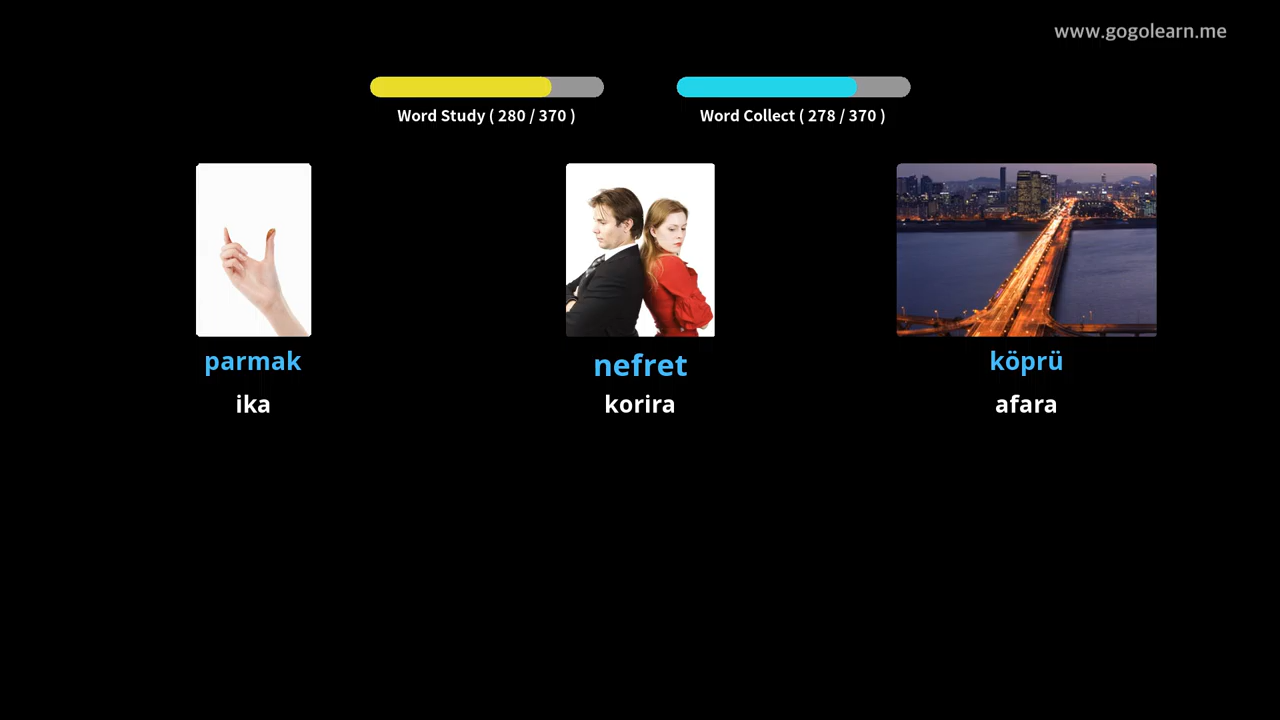 www.gogolearn.me
Word Study ( 280 / 370 )
Word Collect ( 278 / 370 )
parmak
nefret
köprü
ika
korira
afara